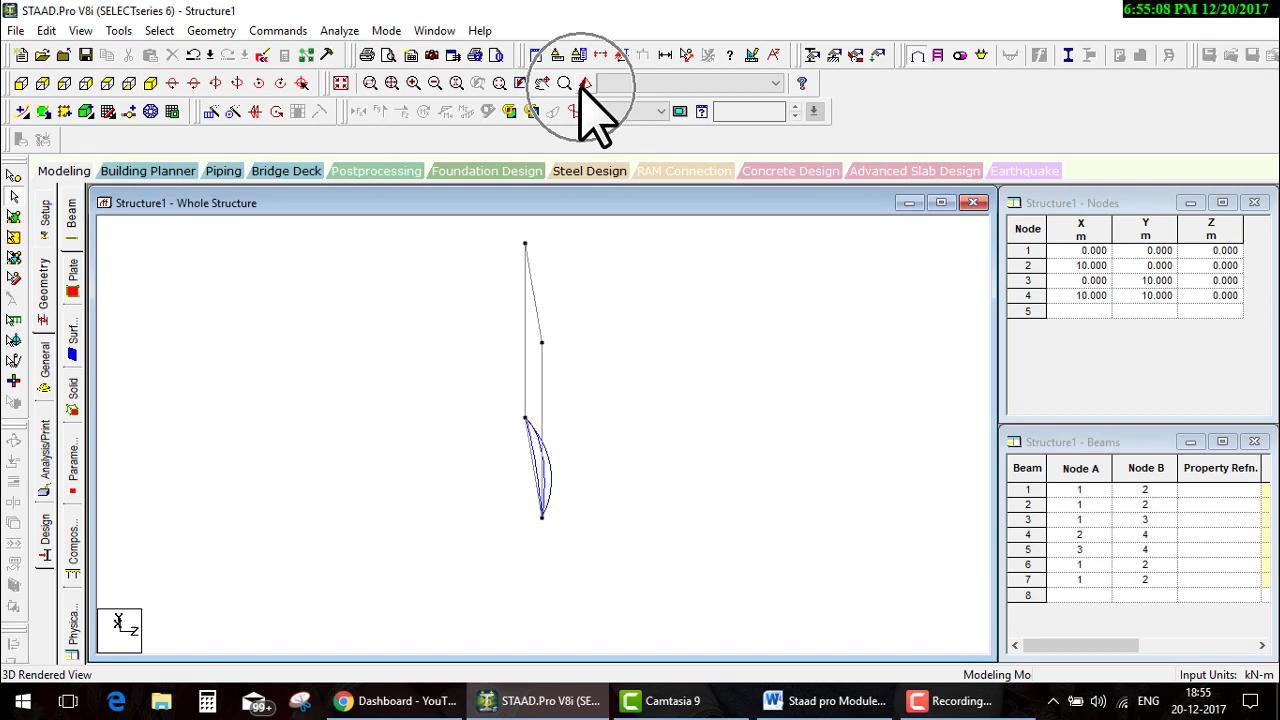 STAAD.Pro V8i (SELECTseries 6) - Structure1
6:55:08 PM 12/20/2017
File Edit View Tools Select Geometry Commands Analyze Mode Window Help
Modeling Building Planner Piping Bridge Deck Postprocessing Foundation Design Steel Design RAM Connection Concrete Design Advanced Slab Design Earthquake
Setup
Geometry
General
Analysis/Print
Design
Beam
Plate
Surf...
Solid
Parame...
Compos...
Physica...
Structure1 - Whole Structure
Structure1 - Nodes
Node X m Y m Z m
1 0.000 0.000 0.000
2 10.000 0.000 0.000
3 0.000 10.000 0.000
4 10.000 10.000 0.000
5
Structure1 - Beams
Beam Node A Node B Property Refn.
1 1 2
2 1 2
3 1 3
4 2 4
5 3 4
6 1 2
7 1 2
8
Z
3D Rendered View
Modeling Mo
Input Units: kN-m
99+
Dashboard - YouT...
STAAD.Pro V8i (SE...
Camtasia 9
Staad pro Module...
Recording...
ENG
18:55
20-12-2017